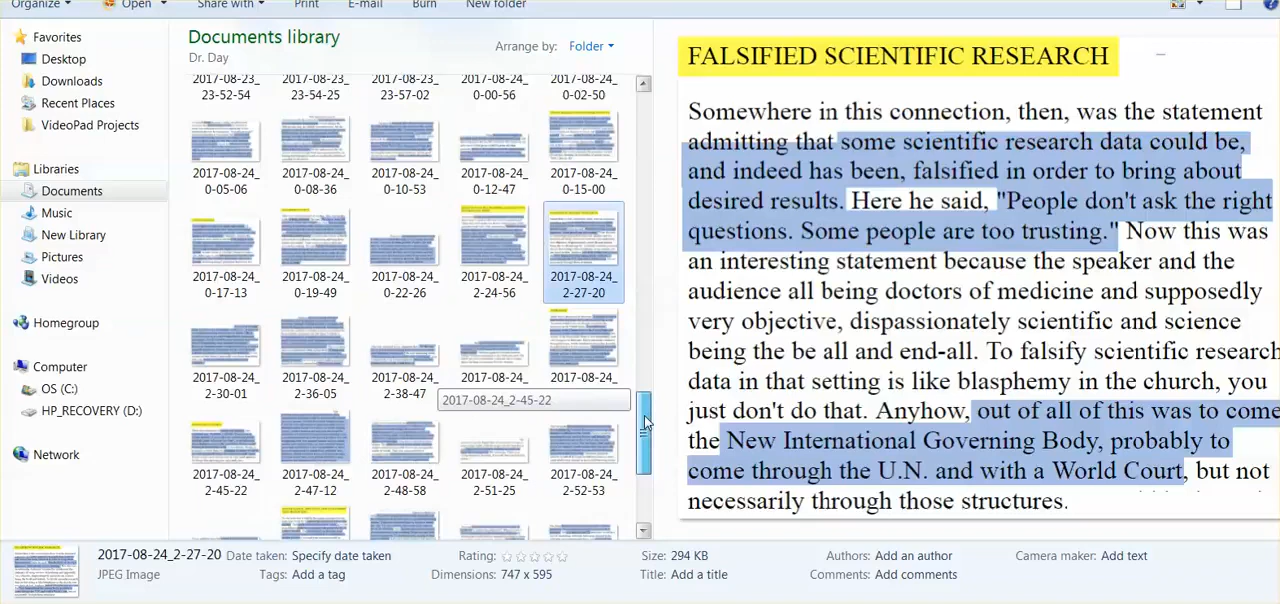 Organize
Open
Share with
Print
E-mail
Burn
New folder
Favorites
Desktop
Downloads
Recent Places
VideoPad Projects
Libraries
Documents
Music
New Library
Pictures
Videos
Homegroup
Computer
OS (C:)
HP_RECOVERY (D:)
Network
Documents library
Dr. Day
Arrange by: Folder
2017-08-23_ 2017-08-23_ 2017-08-23_ 2017-08-24_ 2017-08-24_
23-52-54 23-54-25 23-57-02 0-00-56 0-02-50
2017-08-24_ 2017-08-24_ 2017-08-24_ 2017-08-24_ 2017-08-24_
0-05-06 0-08-36 0-10-53 0-12-47 0-15-00
2017-08-24_ 2017-08-24_ 2017-08-24_ 2017-08-24_ 2017-08-24_
0-17-13 0-19-49 0-22-26 2-24-56 2-27-20
2017-08-24_ 2017-08-24_ 2017-08-24_ 2017-08-24_ 2017-08-24_
2-30-01 2-36-05 2-38-47
2017-08-24_2-45-22
2017-08-24_ 2017-08-24_ 2017-08-24_ 2017-08-24_ 2017-08-24_
2-45-22 2-47-12 2-48-58 2-51-25 2-52-53
FALSIFIED SCIENTIFIC RESEARCH
Somewhere in this connection, then, was the statement
admitting that some scientific research data could be,
and indeed has been, falsified in order to bring about
desired results. Here he said, "People don't ask the right
questions. Some people are too trusting." Now this was
an interesting statement because the speaker and the
audience all being doctors of medicine and supposedly
very objective, dispassionately scientific and science
being the be all and end-all. To falsify scientific research
data in that setting is like blasphemy in the church, you
just don't do that. Anyhow, out of all of this was to come
the New International Governing Body, probably to
come through the U.N. and with a World Court, but not
necessarily through those structures.
2017-08-24_2-27-20 Date taken: Specify date taken
JPEG Image
Tags: Add a tag
Rating:
Dimensions: 747 x 595
Size: 294 KB
Title: Add a title
Authors: Add an author
Comments: Add comments
Camera maker: Add text